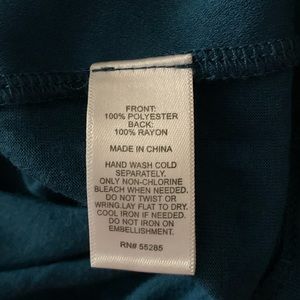 FRONT:
100% POLYESTER
BACK:
100% RAYON
MADE IN CHINA
HAND WASH COLD
SEPARATELY.
ONLY NON-CHLORINE
BLEACH WHEN NEEDED.
DO NOT TWIST OR
WRING.LAY FLAT TO DRY.
COOL IRON IF NEEDED.
DO NOT IRON ON
EMBELLISHMENT.
RN# 55285